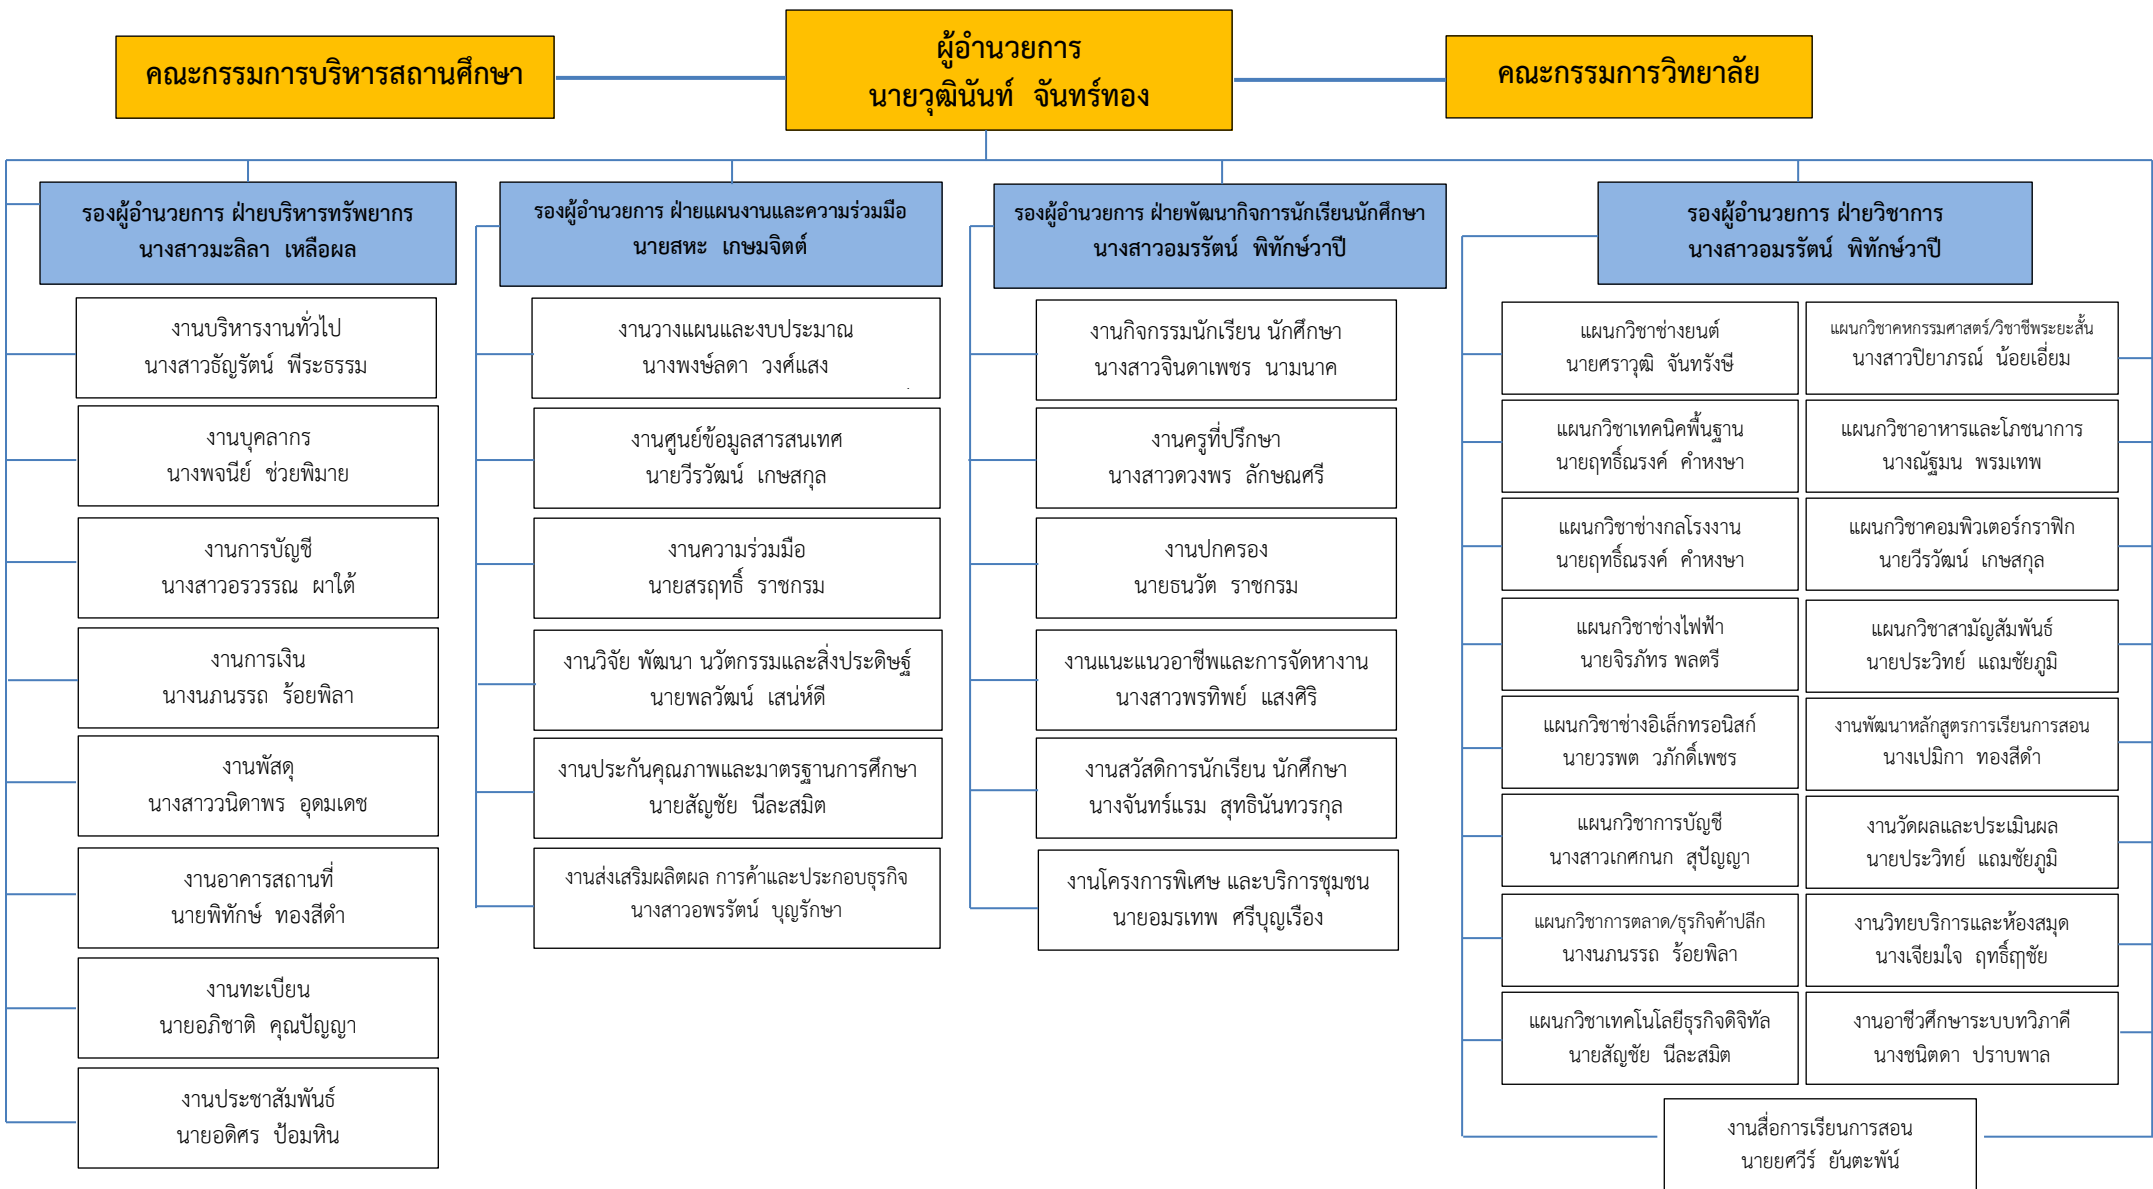 คณะกรรมการบริหารสถานศึกษา
ผู้อำนวยการ
นายวุฒินันท์ จันทร์ทอง
คณะกรรมการวิทยาลัย
รองผู้อำนวยการ ฝ่ายบริหารทรัพยากร
นางสาวมะลิลา เหลือผล
งานบริหารงานทั่วไป
นางสาวธัญรัตน์ พีระธรรม
งานบุคลากร
นางพจนีย์ ช่วยพิมาย
งานการบัญชี
นางสาวอรวรรณ ผาใต้
งานการเงิน
นางนภนรรถ ร้อยพิลา
งานพัสดุ
นางสาววนิดาพร อุดมเดช
งานอาคารสถานที่
นายพิทักษ์ ทองสีดำ
งานทะเบียน
นายอภิชาติ คุณปัญญา
งานประชาสัมพันธ์
นายอดิศร ป้อมหิน
รองผู้อำนวยการ ฝ่ายแผนงานและความร่วมมือ
นายสหะ เกษมจิตต์
งานวางแผนและงบประมาณ
นางพงษ์ลดา วงศ์แสง
งานศูนย์ข้อมูลสารสนเทศ
นายวีรวัฒน์ เกษสกุล
งานความร่วมมือ
นายสรฤทธิ์ ราชกรม
งานวิจัย พัฒนา นวัตกรรมและสิ่งประดิษฐ์
นายพลวัฒน์ เสน่ห์ดี
งานประกันคุณภาพและมาตรฐานการศึกษา
นายสัญชัย นีละสมิต
งานส่งเสริมผลิตผล การค้าและประกอบธุรกิจ
นางสาวอพรรัตน์ บุญรักษา
รองผู้อำนวยการ ฝ่ายพัฒนากิจการนักเรียนนักศึกษา
นางสาวอมรรัตน์ พิทักษ์วาปี
งานกิจกรรมนักเรียน นักศึกษา
นางสาวจินดาเพชร นามนาค
งานครูที่ปรึกษา
นางสาวดวงพร ลักษณศรี
งานปกครอง
นายธนวัต ราชกรม
งานแนะแนวอาชีพและการจัดหางาน
นางสาวพรทิพย์ แสงศิริ
งานสวัสดิการนักเรียน นักศึกษา
นางจันทร์แรม สุทธินันทวรกุล
งานโครงการพิเศษ และบริการชุมชน
นายอมรเทพ ศรีบุญเรือง
รองผู้อำนวยการ ฝ่ายวิชาการ
นางสาวอมรรัตน์ พิทักษ์วาปี
แผนกวิชาช่างยนต์
นายศราวุฒิ จันทรังษี
แผนกวิชาเทคนิคพื้นฐาน
นายฤทธิ์ณรงค์ คำหงษา
แผนกวิชาช่างกลโรงงาน
นายฤทธิ์ณรงค์ คำหงษา
แผนกวิชาช่างไฟฟ้า
นายจิรภัทร พลตรี
แผนกวิชาช่างอิเล็กทรอนิสก์
นายวรพต วภักดิ์เพชร
แผนกวิชาการบัญชี
นางสาวเกศกนก สุปัญญา
แผนกวิชาการตลาด/ธุรกิจค้าปลีก
นางนภนรรถ ร้อยพิลา
แผนกวิชาเทคโนโลยีธุรกิจดิจิทัล
นายสัญชัย นีละสมิต
แผนกวิชาคหกรรมศาสตร์/วิชาชีพระยะสั้น
นางสาวปิยาภรณ์ น้อยเอี่ยม
แผนกวิชาอาหารและโภชนาการ
นางณัฐมน พรมเทพ
แผนกวิชาคอมพิวเตอร์กราฟิก
นายวีรวัฒน์ เกษสกุล
แผนกวิชาสามัญสัมพันธ์
นายประวิทย์ แถมชัยภูมิ
งานพัฒนาหลักสูตรการเรียนการสอน
นางเปมิกา ทองสีดำ
งานวัดผลและประเมินผล
นายประวิทย์ แถมชัยภูมิ
งานวิทยบริการและห้องสมุด
นางเจียมใจ ฤทธิ์ฤาชัย
งานอาชีวศึกษาระบบทวิภาคี
นางชนิตดา ปราบพาล
งานสื่อการเรียนการสอน
นายยศวีร์ ยันตะพัน์